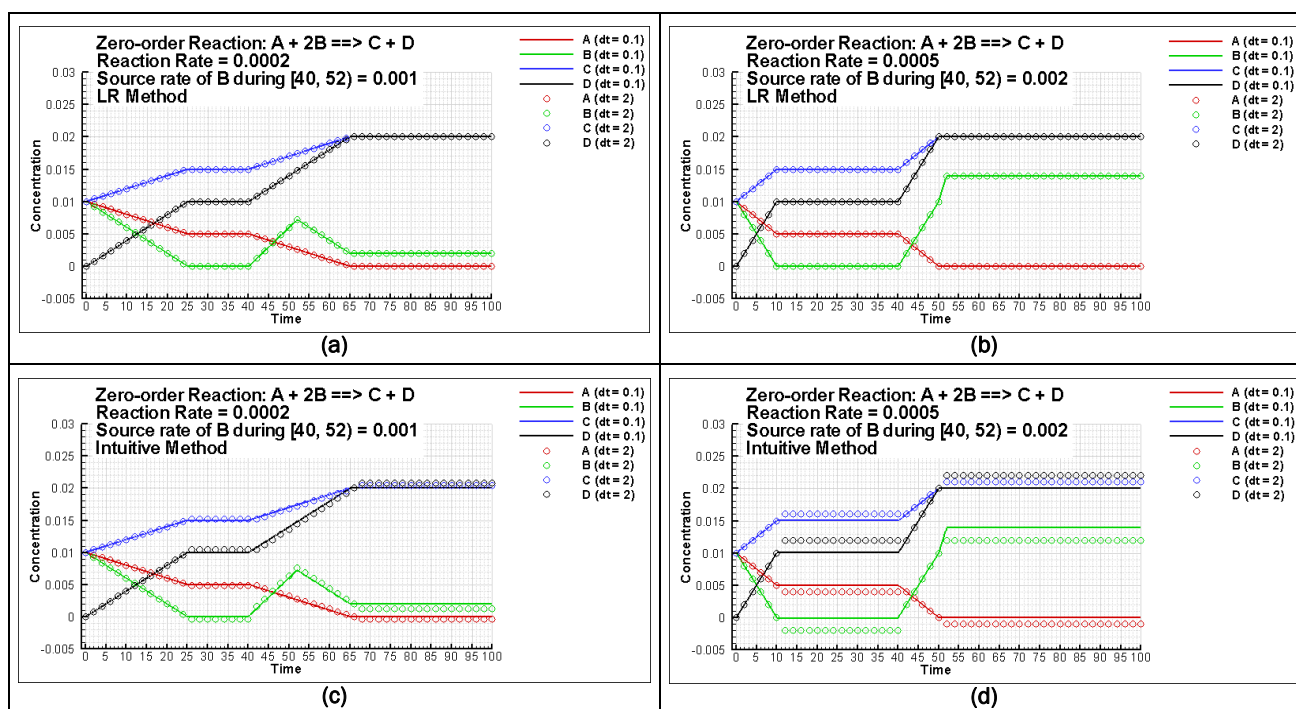 Zero-order Reaction: A + 2B ==> C + D
Reaction Rate = 0.0002
Source rate of B during [40, 52) = 0.001
LR Method
A (dt = 0.1)
B (dt = 0.1)
C (dt = 0.1)
D (dt = 0.1)
A (dt = 2)
B (dt = 2)
C (dt = 2)
D (dt = 2)
Concentration
0.03
0.025
0.02
0.015
0.01
0.005
0
-0.005
0 5 10 15 20 25 30 35 40 45 50 55 60 65 70 75 80 85 90 95 100
Time
(a)
Zero-order Reaction: A + 2B ==> C + D
Reaction Rate = 0.0005
Source rate of B during [40, 52) = 0.002
LR Method
A (dt = 0.1)
B (dt = 0.1)
C (dt = 0.1)
D (dt = 0.1)
A (dt = 2)
B (dt = 2)
C (dt = 2)
D (dt = 2)
Concentration
0.03
0.025
0.02
0.015
0.01
0.005
0
-0.005
0 5 10 15 20 25 30 35 40 45 50 55 60 65 70 75 80 85 90 95 100
Time
(b)
Zero-order Reaction: A + 2B ==> C + D
Reaction Rate = 0.0002
Source rate of B during [40, 52) = 0.001
Intuitive Method
A (dt = 0.1)
B (dt = 0.1)
C (dt = 0.1)
D (dt = 0.1)
A (dt = 2)
B (dt = 2)
C (dt = 2)
D (dt = 2)
Concentration
0.03
0.025
0.02
0.015
0.01
0.005
0
-0.005
0 5 10 15 20 25 30 35 40 45 50 55 60 65 70 75 80 85 90 95 100
Time
(c)
Zero-order Reaction: A + 2B ==> C + D
Reaction Rate = 0.0005
Source rate of B during [40, 52) = 0.002
Intuitive Method
A (dt = 0.1)
B (dt = 0.1)
C (dt = 0.1)
D (dt = 0.1)
A (dt = 2)
B (dt = 2)
C (dt = 2)
D (dt = 2)
Concentration
0.03
0.025
0.02
0.015
0.01
0.005
0
-0.005
0 5 10 15 20 25 30 35 40 45 50 55 60 65 70 75 80 85 90 95 100
Time
(d)